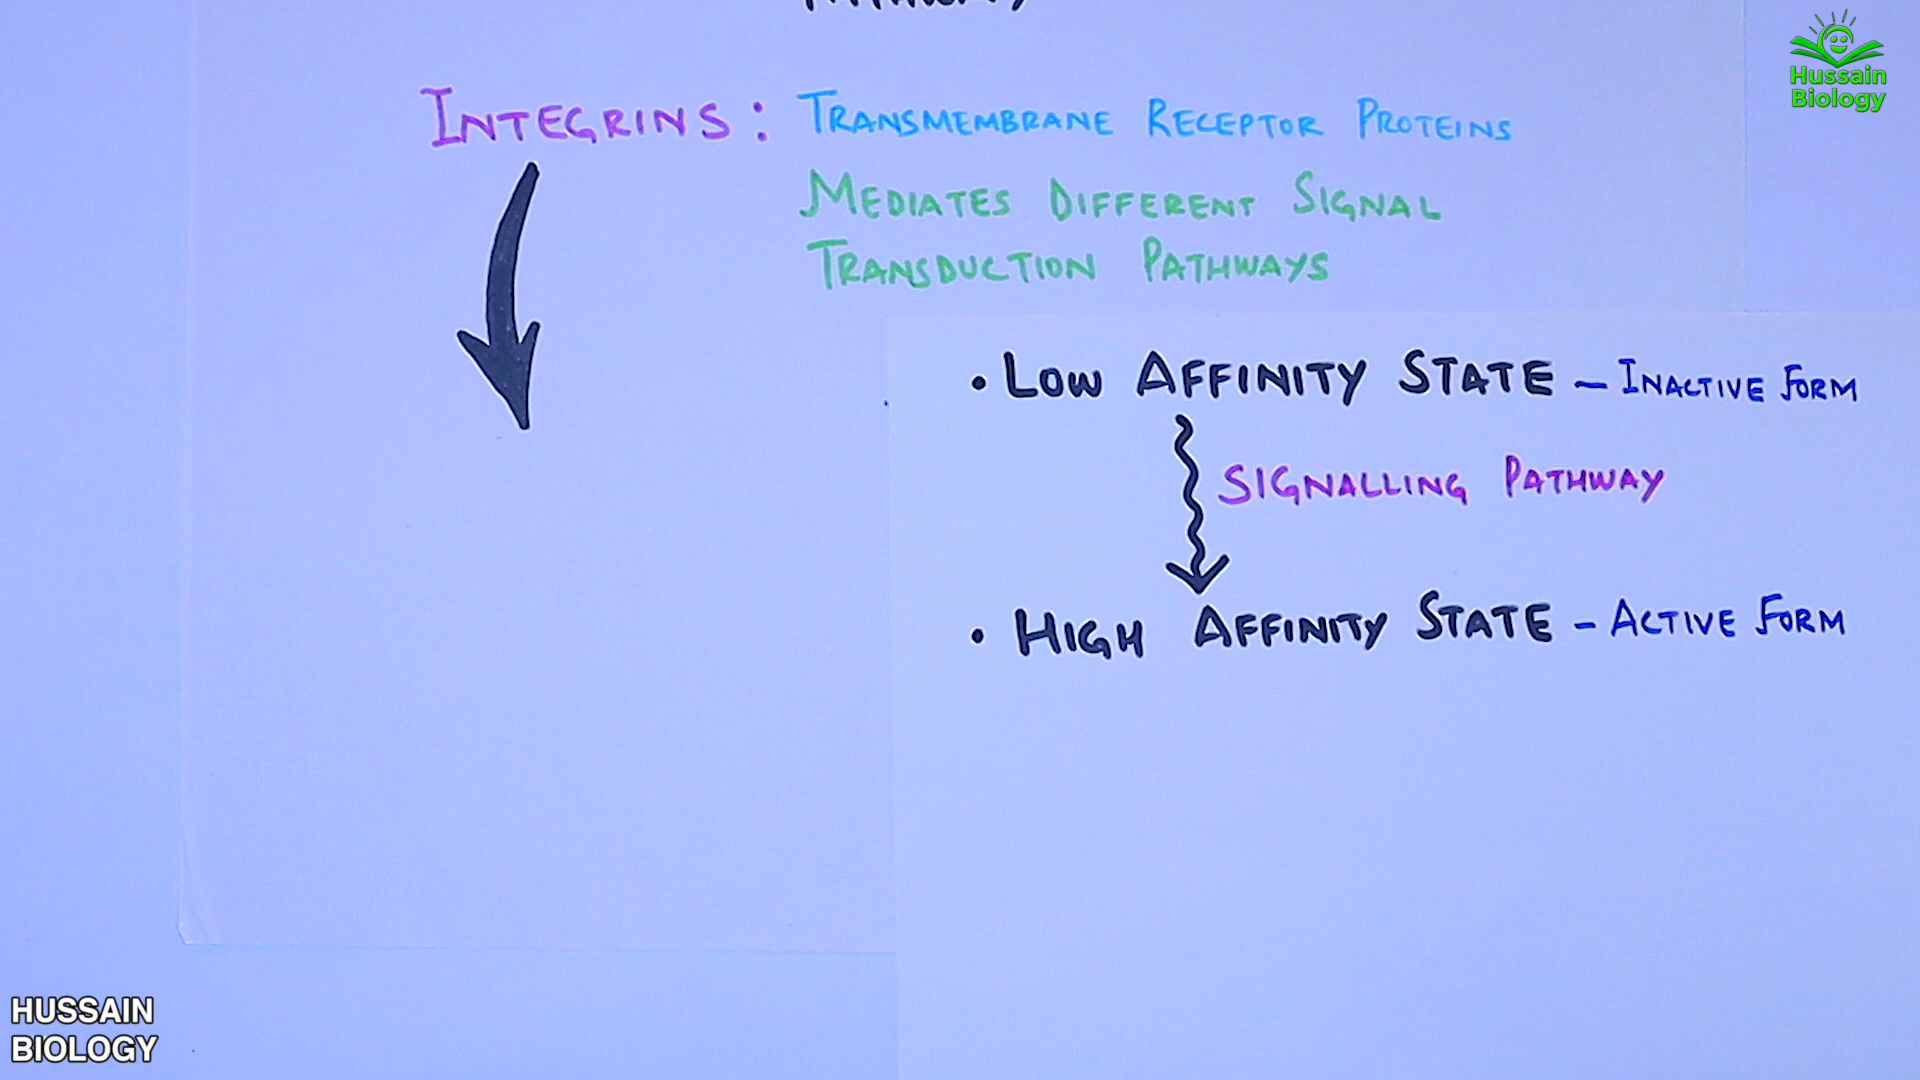 INTEGRINS: TRANSMEMBRANE RECEPTOR PROTEINS
MEDIATES DIFFERENT SIGNAL
TRANSDUCTION PATHWAYS
• LOW AFFINITY STATE - INACTIVE FORM
SIGNALLING PATHWAY
• HIGH AFFINITY STATE - ACTIVE FORM
Hussain
Biology
HUSSAIN
BIOLOGY